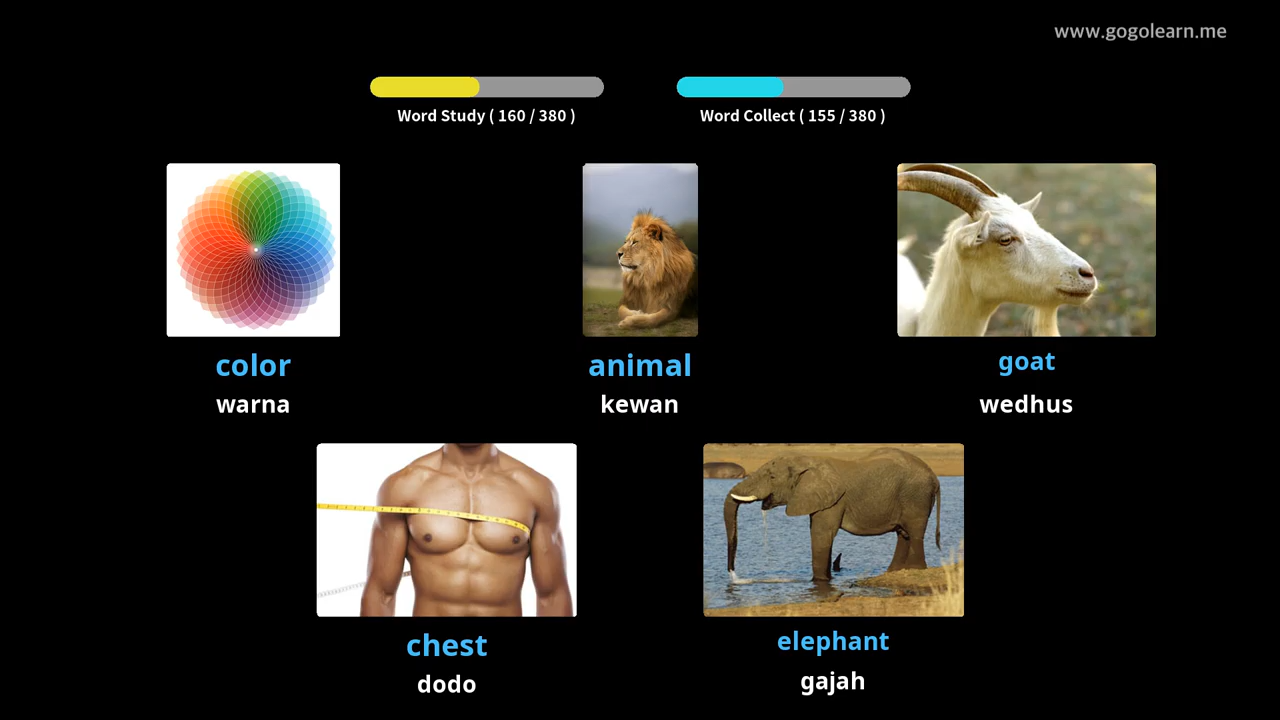 www.gogolearn.me
Word Study ( 160 / 380 )
Word Collect ( 155 / 380 )
color
warna
animal
kewan
goat
wedhus
chest
dodo
elephant
gajah